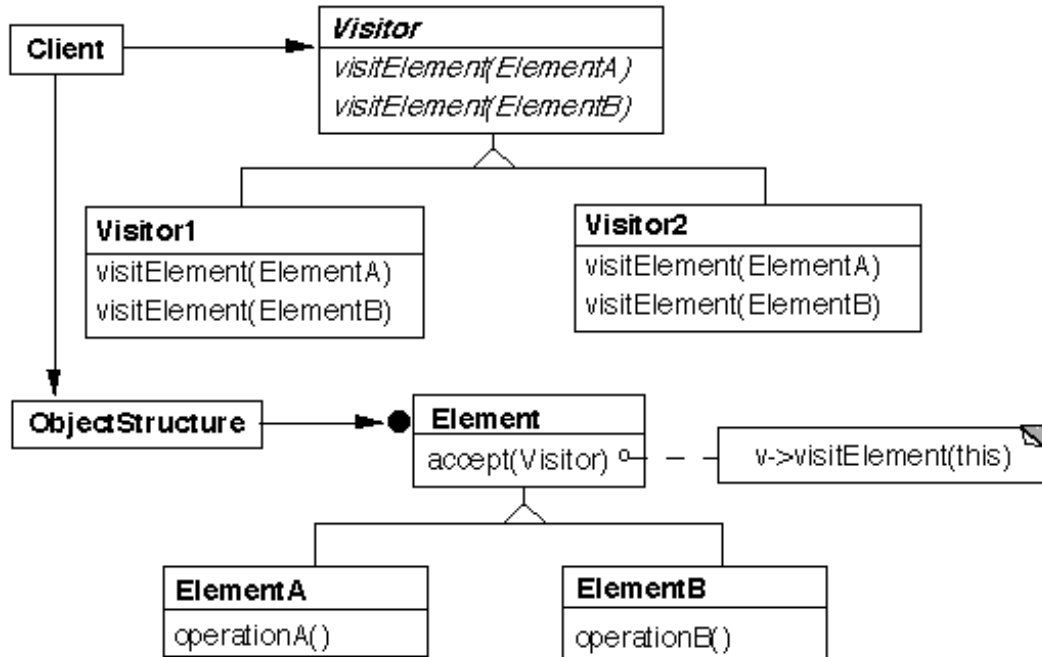 Client
Visitor
visitElement(ElementA)
visitElement(ElementB)
Visitor1
visitElement(ElementA)
visitElement(ElementB)
Visitor2
visitElement(ElementA)
visitElement(ElementB)
ObjectStructure
Element
accept(Visitor)
v->visitElement(this)
ElementA
operationA()
ElementB
operationB()